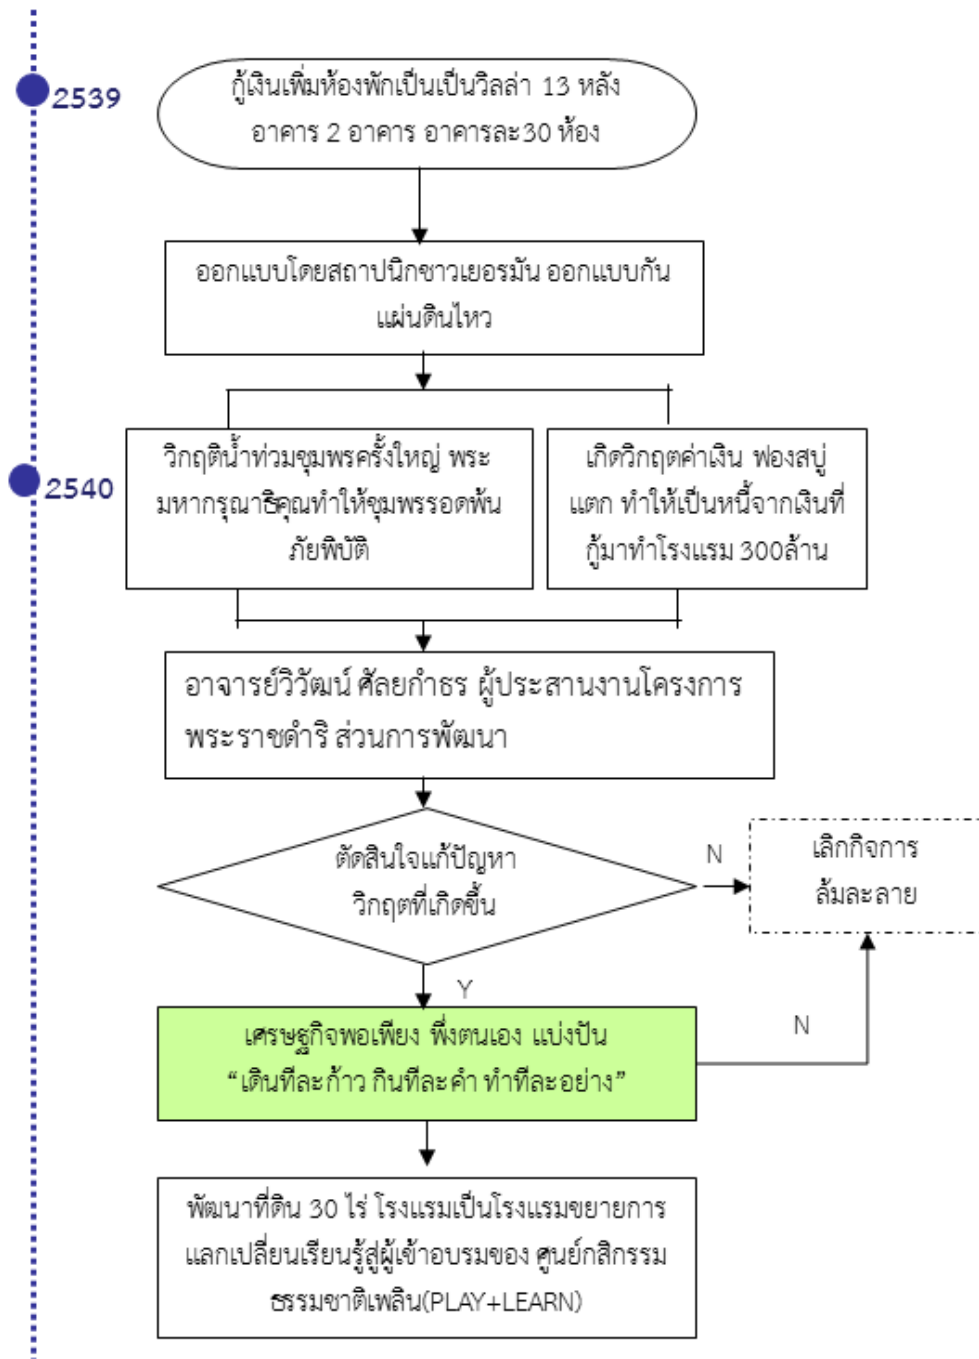 2539
กู้เงินเพิ่มห้องพักเป็นเป็นวิลล่า 13 หลัง
อาคาร 2 อาคาร อาคารละ30 ห้อง
ออกแบบโดยสถาปนิกชาวเยอรมัน ออกแบบกัน
แผ่นดินไหว
2540
วิกฤติน้ำท่วมชุมพรครั้งใหญ่ พระ
มหากรุณาธิคุณทำให้ชุมพรรอดพ้น
ภัยพิบัติ
เกิดวิกฤตค่าเงิน ฟองสบู่
แตก ทำให้เป็นหนี้จากเงินที่
กู้มาทำโรงแรม 300ล้าน
อาจารย์วิวัฒน์ ศัลยกำธร ผู้ประสานงานโครงการ
พระราชดำริ ส่วนการพัฒนา
ตัดสินใจแก้ปัญหา
วิกฤตที่เกิดขึ้น
N
เลิกกิจการ
ล้มละลาย
Y
เศรษฐกิจพอเพียง พึ่งตนเอง แบ่งปัน
“เดินทีละก้าว กินทีละคำ ทำทีละอย่าง”
N
พัฒนาที่ดิน 30 ไร่ โรงแรมเป็นโรงแรมขยายการ
แลกเปลี่ยนเรียนรู้สู่ผู้เข้าอบรมของ ศูนย์กสิกรรม
ธรรมชาติเพลิน(PLAY+LEARN)